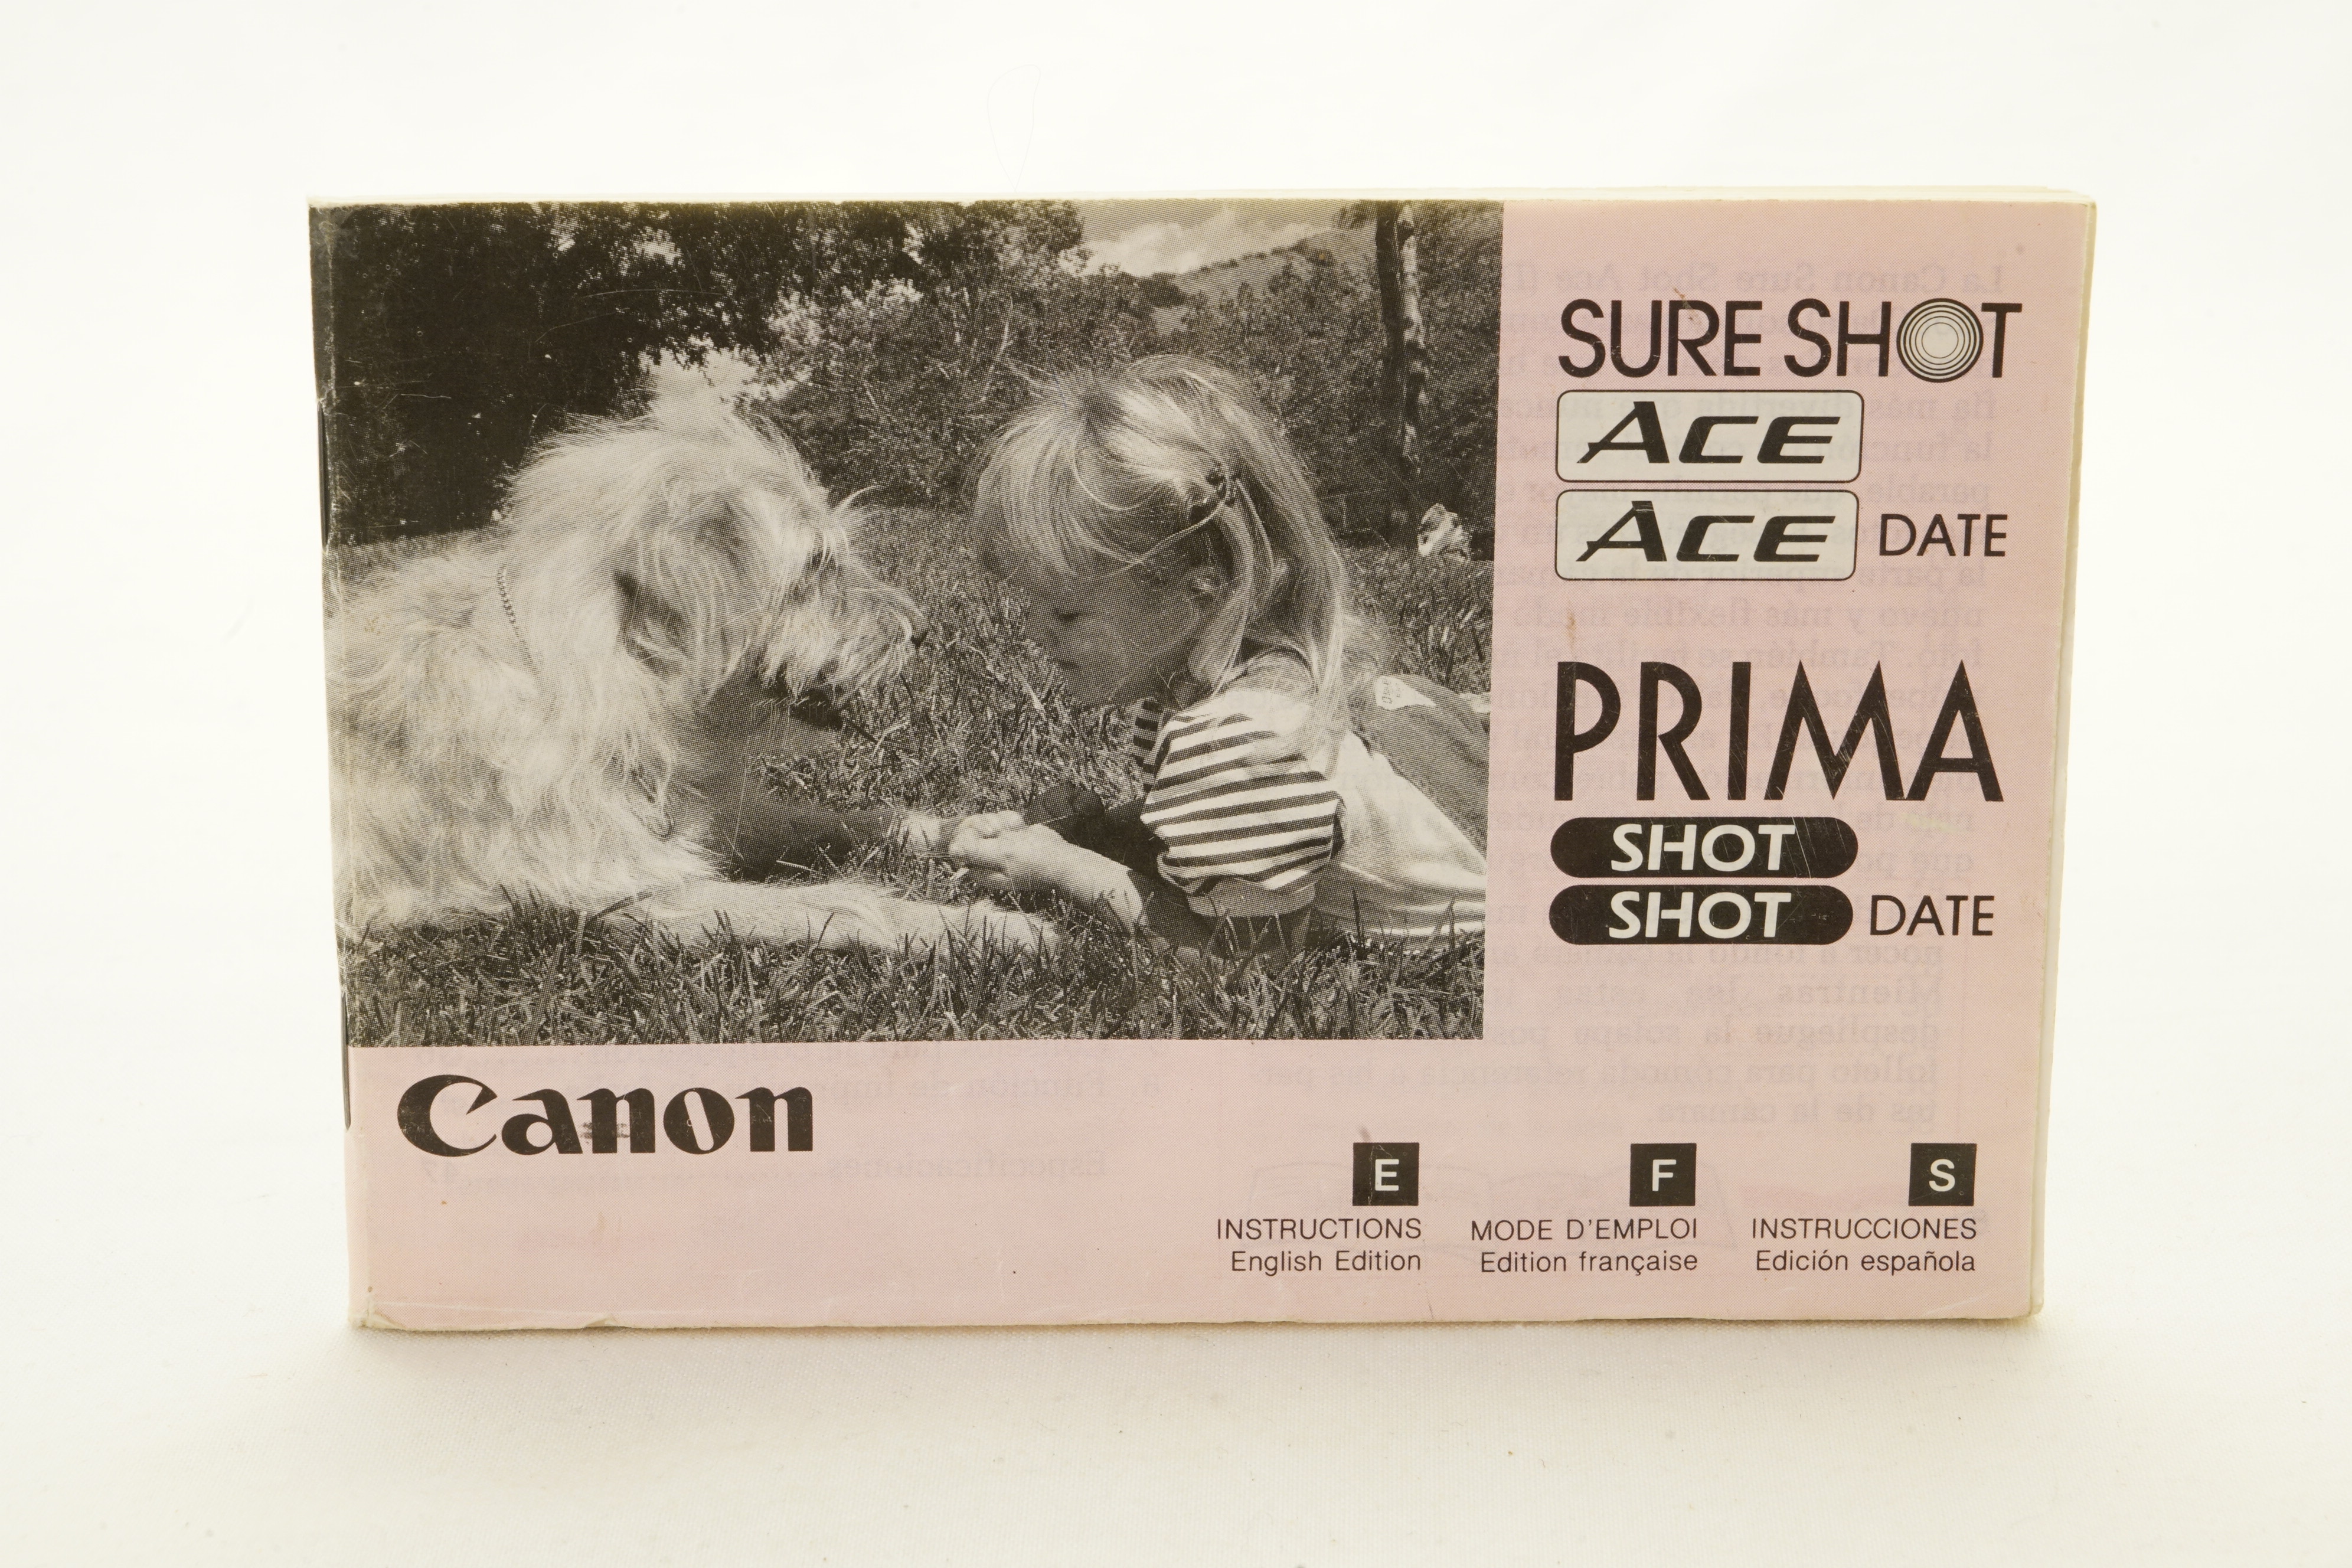 SURE SHOT
ACE
ACE DATE
PRIMA
SHOT
SHOT DATE
Canon
E
INSTRUCTIONS
English Edition
F
MODE D'EMPLOI
Edition française
S
INSTRUCCIONES
Edición española